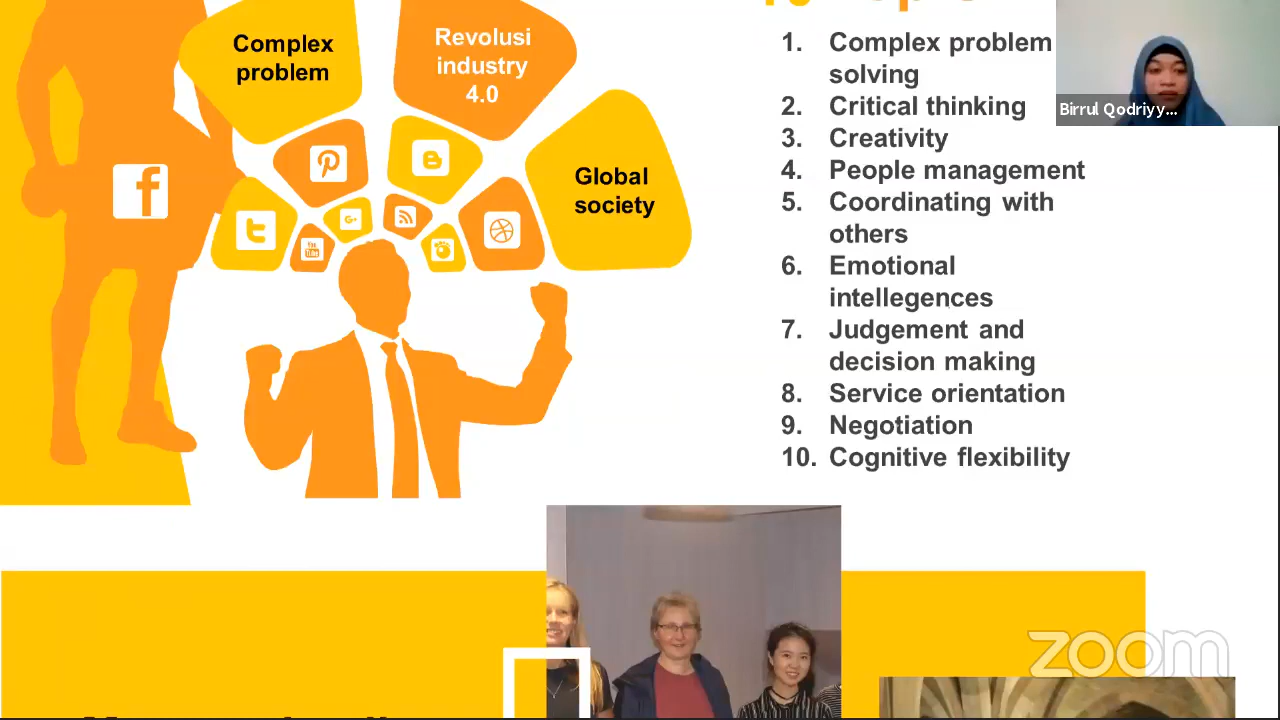 Complex
problem
Revolusi
industry
4.0
Global
society
1. Complex problem
solving
2. Critical thinking
3. Creativity
4. People management
5. Coordinating with
others
6. Emotional
intellegences
7. Judgement and
decision making
8. Service orientation
9. Negotiation
10. Cognitive flexibility
Birrul Qodriyy...
You
Tube
zoom